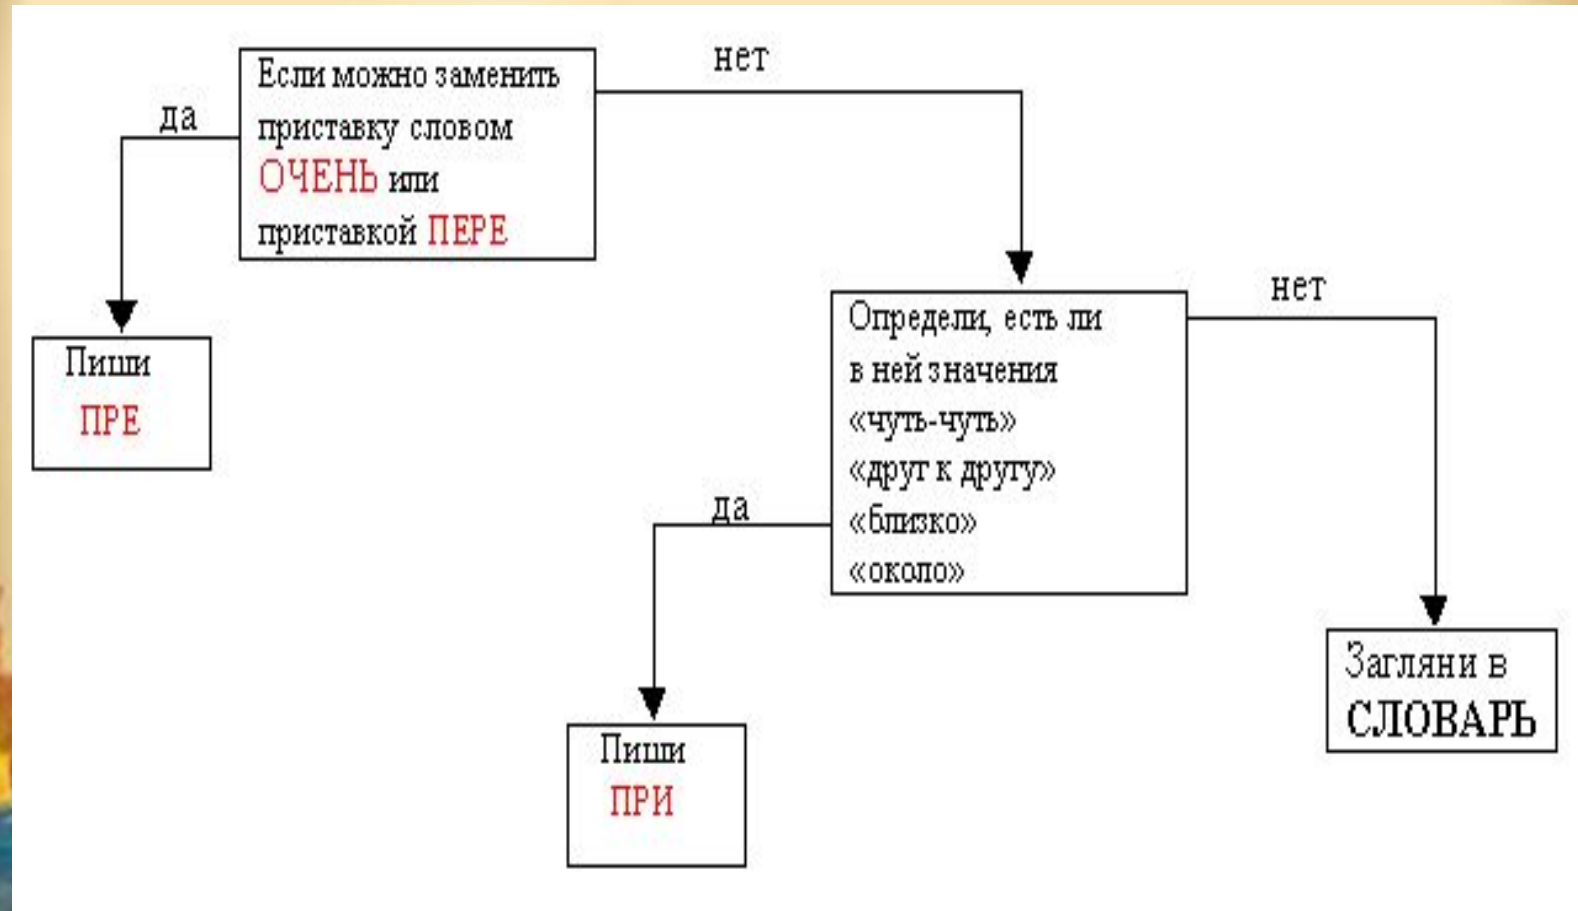 нет
да
Если можно заменить
приставку словом
ОЧЕНЬ или
приставкой ПЕРЕ
Пиши
ПРЕ
нет
Определи, есть ли
в ней значения
«чуть-чуть»
«друг к другу»
«близко»
«около»
да
Пиши
ПРИ
Загляни в
СЛОВАРЬ